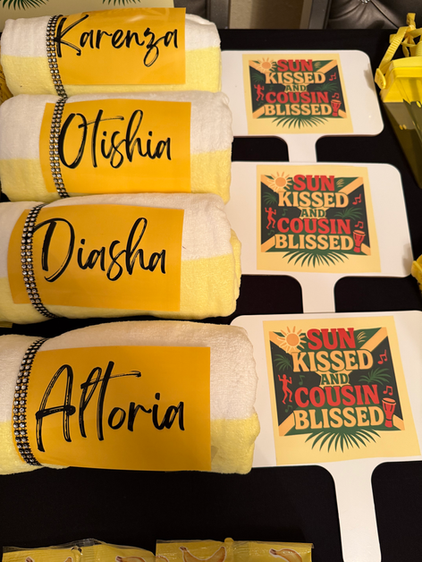 Karenza
SUN
KISSED
AND
COUSIN
BLISSED
Otishia
SUN
KISSED
AND
COUSIN
BLISSED
Diasha
SUN
KISSED
AND
COUSIN
BLISSED
Altoria